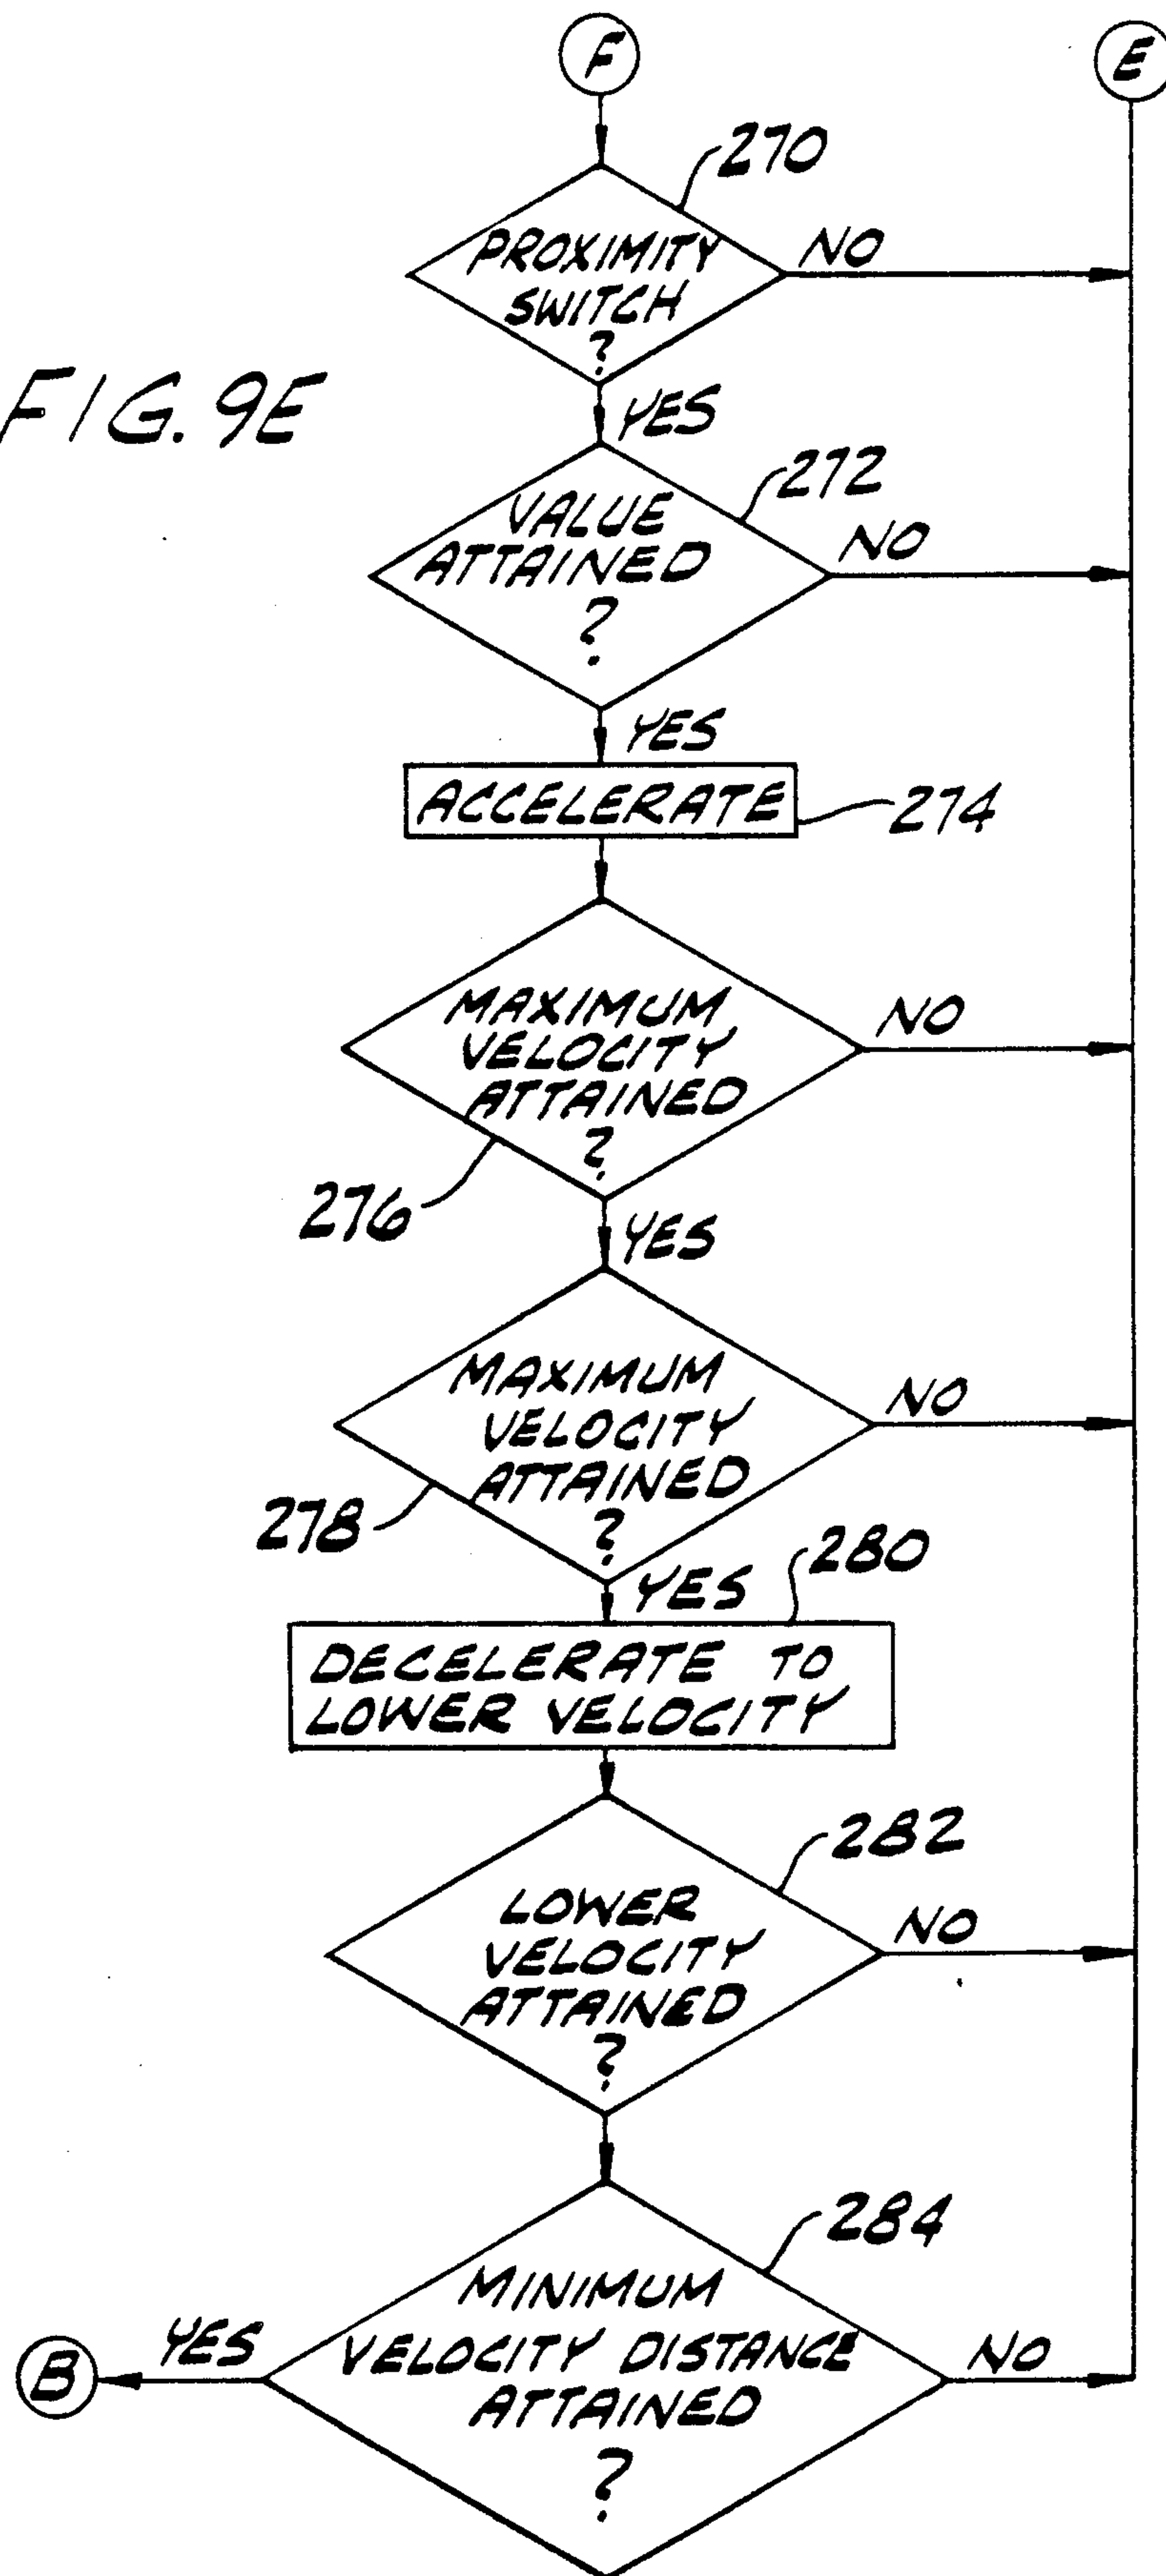 F
E
270
PROXIMITY
SWITCH
?
NO
FIG. 9E
YES
272
VALUE
ATTAINED
?
NO
YES
ACCELERATE
274
MAXIMUM
VELOCITY
ATTAINED
?
NO
276
YES
MAXIMUM
VELOCITY
ATTAINED
?
NO
278
280
YES
DECELERATE TO
LOWER VELOCITY
282
LOWER
VELOCITY
ATTAINED
?
NO
284
MINIMUM
VELOCITY DISTANCE
ATTAINED
?
YES
NO
B